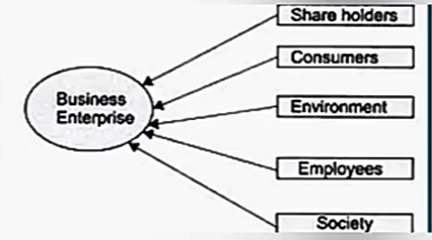 Share holders
Consumers
Business
Enterprise
Environment
Employees
Society